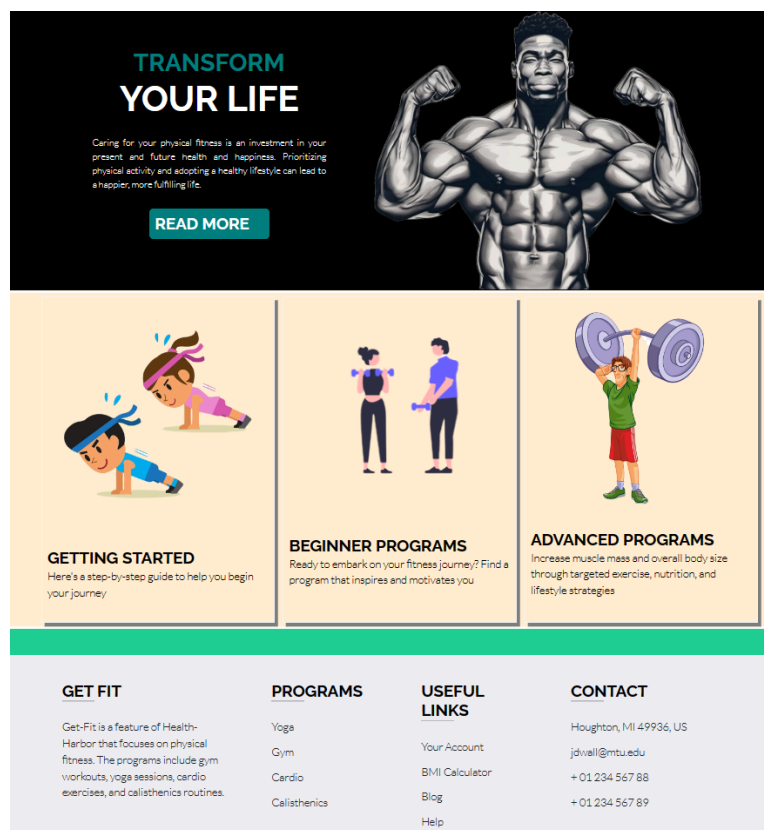 TRANSFORM
YOUR LIFE
Caring for your physical fitness is an investment in your
present and future health and happiness. Prioritizing
physical activity and adopting a healthy lifestyle can lead to
a happier, more fulfilling life.
READ MORE
GETTING STARTED
Here's a step-by-step guide to help you begin
your journey
BEGINNER PROGRAMS
Ready to embark on your fitness journey? Find a
program that inspires and motivates you
ADVANCED PROGRAMS
Increase muscle mass and overall body size
through targeted exercise, nutrition, and
lifestyle strategies
GET FIT
Get-Fit is a feature of Health-
Harbor that focuses on physical
fitness. The programs include gym
workouts, yoga sessions, cardio
exercises, and calisthenics routines.
PROGRAMS
Yoga
Gym
Cardio
Calisthenics
USEFUL
LINKS
Your Account
BMI Calculator
Blog
Help
CONTACT
Houghton, MI 49936, US
jdwall@mtu.edu
+ 01 234 567 88
+ 01 234 567 89